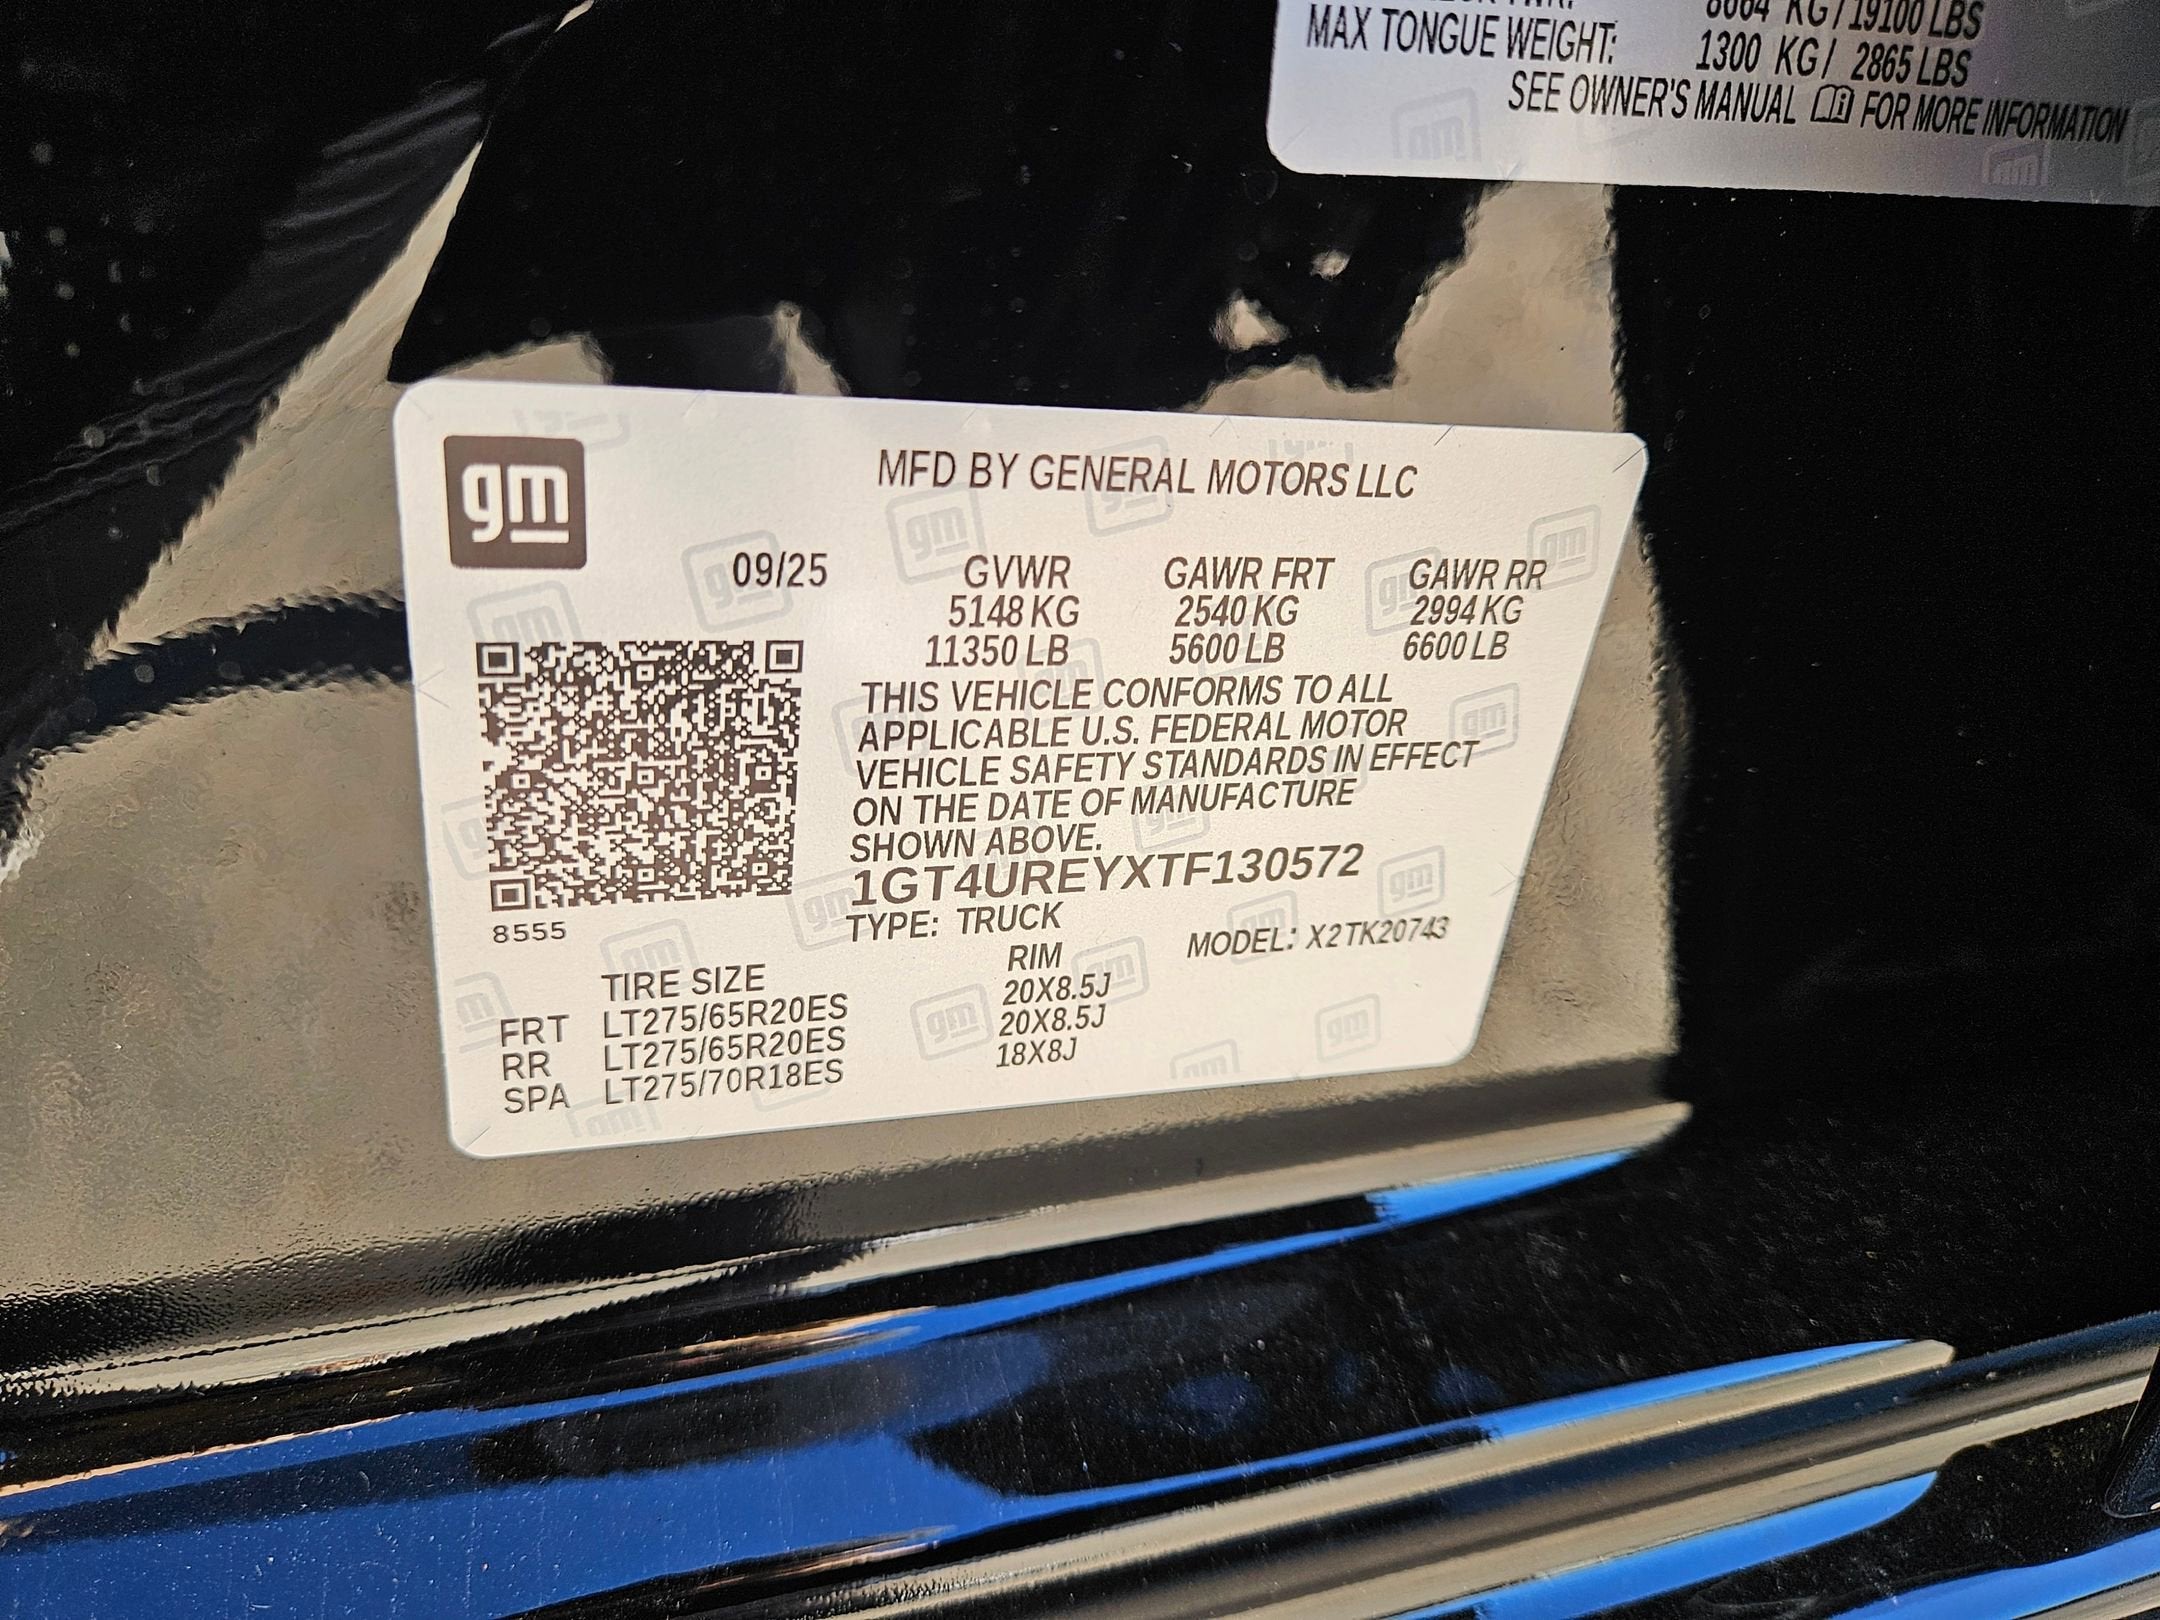 8664 KG / 19100 LBS
MAX TONGUE WEIGHT: 1300 KG / 2865 LBS
SEE OWNER'S MANUAL FOR MORE INFORMATION
gm
MFD BY GENERAL MOTORS LLC
09/25 GVWR GAWR FRT GAWR RR
5148 KG 2540 KG 2994 KG
11350 LB 5600 LB 6600 LB
THIS VEHICLE CONFORMS TO ALL
APPLICABLE U.S. FEDERAL MOTOR
VEHICLE SAFETY STANDARDS IN EFFECT
ON THE DATE OF MANUFACTURE
SHOWN ABOVE.
1GT4UREYXTF130572
8555
TYPE: TRUCK MODEL: X2TK20743
TIRE SIZE RIM
FRT LT275/65R20ES 20X8.5J
RR LT275/65R20ES 20X8.5J
SPA LT275/70R18ES 18X8J